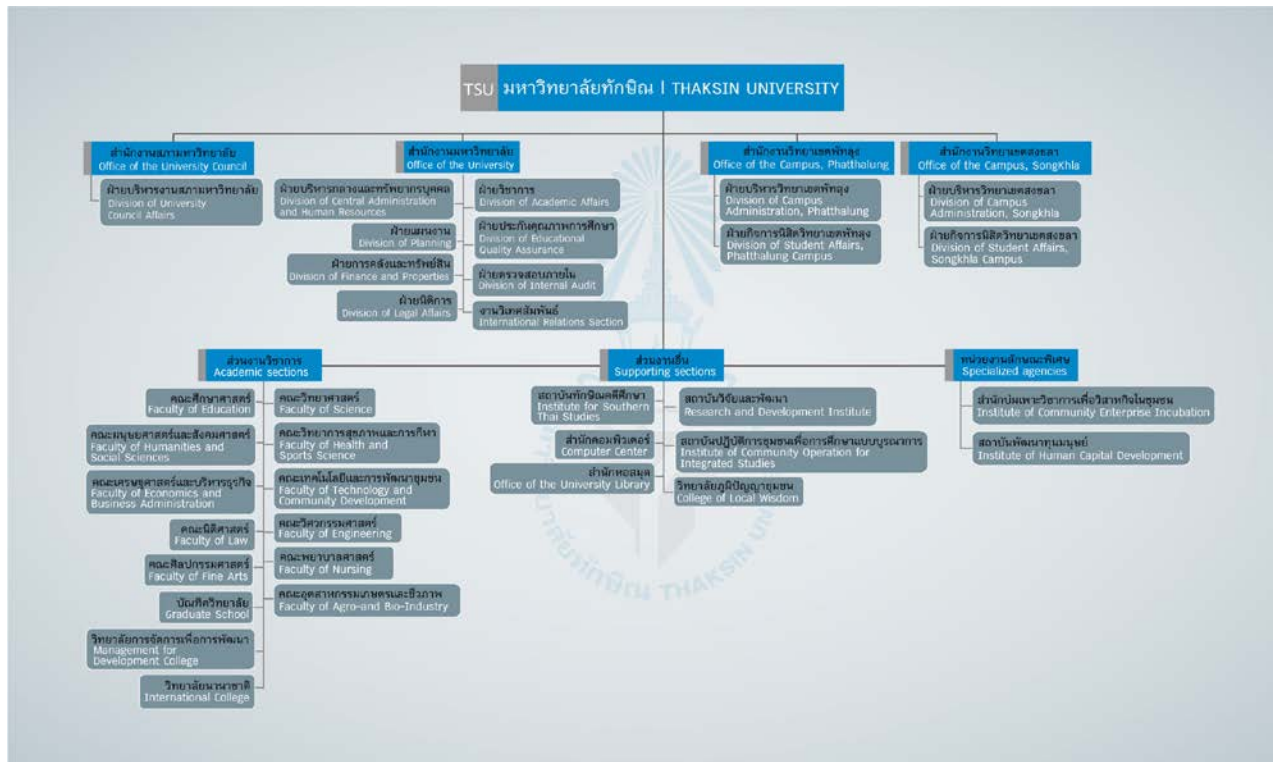 TSU มหาวิทยาลัยทักษิณ | THAKSIN UNIVERSITY
สำนักงานสภามหาวิทยาลัย
Office of the University Council
ฝ่ายบริหารงานสภามหาวิทยาลัย
Division of University
Council Affairs
สำนักงานมหาวิทยาลัย
Office of the University
ฝ่ายบริหารกลางและทรัพยากรบุคคล
Division of Central Administration
and Human Resources
ฝ่ายแผนงาน
Division of Planning
ฝ่ายการคลังและทรัพย์สิน
Division of Finance and Properties
ฝ่ายนิติการ
Division of Legal Affairs
ฝ่ายวิชาการ
Division of Academic Affairs
ฝ่ายประกันคุณภาพการศึกษา
Division of Educational
Quality Assurance
ฝ่ายตรวจสอบภายใน
Division of Internal Audit
งานวิเทศสัมพันธ์
International Relations Section
สำนักงานวิทยาเขตพัทลุง
Office of the Campus, Phatthalung
ฝ่ายบริหารวิทยาเขตพัทลุง
Division of Campus
Administration, Phatthalung
ฝ่ายกิจการนิสิตวิทยาเขตพัทลุง
Division of Student Affairs,
Phatthalung Campus
สำนักงานวิทยาเขตสงขลา
Office of the Campus, SongKhla
ฝ่ายบริหารวิทยาเขตสงขลา
Division of Campus
Administration, Songkhla
ฝ่ายกิจการนิสิตวิทยาเขตสงขลา
Division of Student Affairs,
Songkhla Campus
ส่วนงานวิชาการ
Academic sections
คณะศึกษาศาสตร์
Faculty of Education
คณะมนุษยศาสตร์และสังคมศาสตร์
Faculty of Humanities and
Social Sciences
คณะเศรษฐศาสตร์และบริหารธุรกิจ
Faculty of Economics and
Business Administration
คณะนิติศาสตร์
Faculty of Law
คณะศิลปกรรมศาสตร์
Faculty of Fine Arts
บัณฑิตวิทยาลัย
Graduate School
วิทยาลัยการจัดการเพื่อการพัฒนา
Management for
Development College
วิทยาลัยนานาชาติ
International College
คณะวิทยาศาสตร์
Faculty of Science
คณะวิทยาการสุขภาพและการกีฬา
Faculty of Health and
Sports Science
คณะเทคโนโลยีและการพัฒนาชุมชน
Faculty of Technology and
Community Development
คณะวิศวกรรมศาสตร์
Faculty of Engineering
คณะพยาบาลศาสตร์
Faculty of Nursing
คณะอุตสาหกรรมเกษตรและชีวภาพ
Faculty of Agro-and Bio-Industry
ส่วนงานอื่น
Supporting sections
สถาบันทักษิณคดีศึกษา
Institute for Southern
Thai Studies
สำนักคอมพิวเตอร์
Computer Center
สำนักหอสมุด
Office of the University Library
สถาบันวิจัยและพัฒนา
Research and Development Institute
สถาบันปฏิบัติการชุมชนเพื่อการศึกษาแบบบูรณาการ
Institute of Community Operation for
Integrated Studies
วิทยาลัยภูมิปัญญาชุมชน
College of Local Wisdom
หน่วยงานลักษณะพิเศษ
Specialized agencies
สำนักบ่มเพาะวิชาการเพื่อวิสาหกิจในชุมชน
Institute of Community Enterprise Incubation
สถาบันพัฒนาทุนมนุษย์
Institute of Human Capital Development